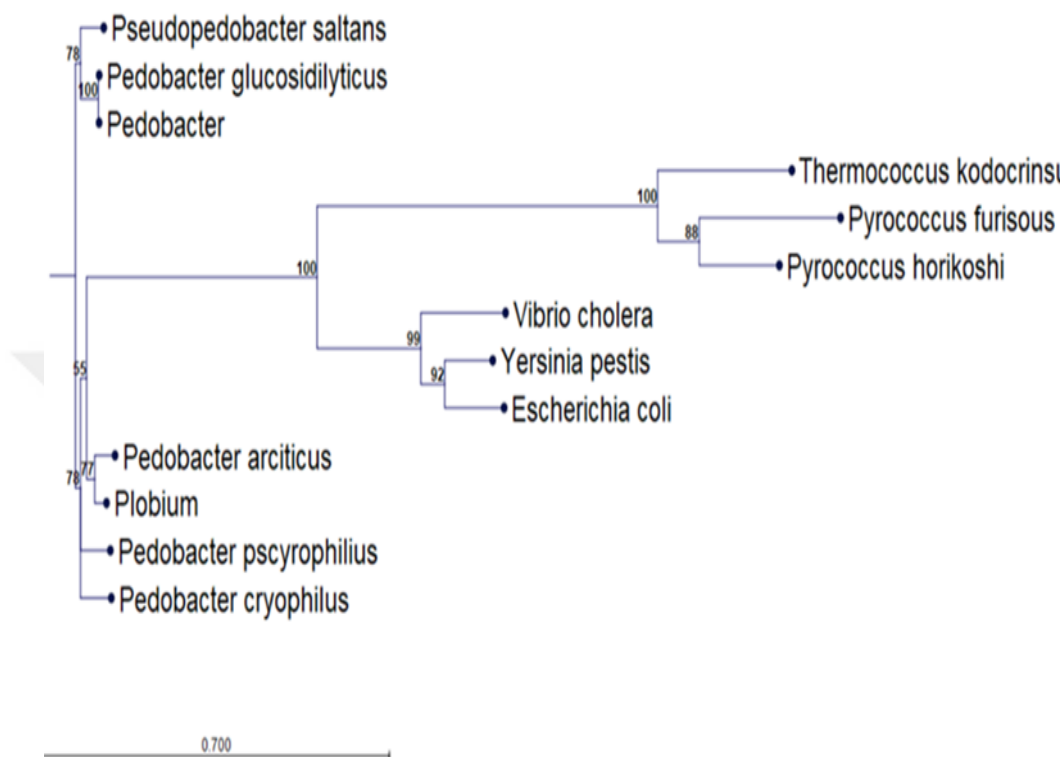 Pseudopedobacter saltans
78
Pedobacter glucosidilyticus
100
Pedobacter
Thermococcus kodocrinsu
100
Pyrococcus furisous
88
Pyrococcus horikoshi
100
Vibrio cholera
99
Yersinia pestis
92
Escherichia coli
55
Pedobacter arciticus
77
78
Plobium
Pedobacter pscyrophilius
Pedobacter cryophilus
0.700